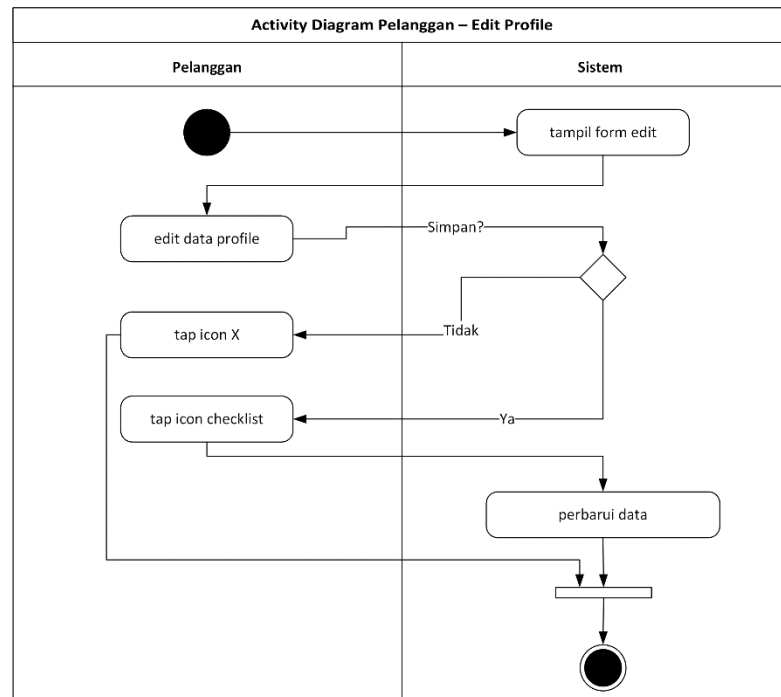 Activity Diagram Pelanggan – Edit Profile
Pelanggan
Sistem
tampil form edit
edit data profile
Simpan?
Tidak
tap icon X
tap icon checklist
Ya
perbarui data